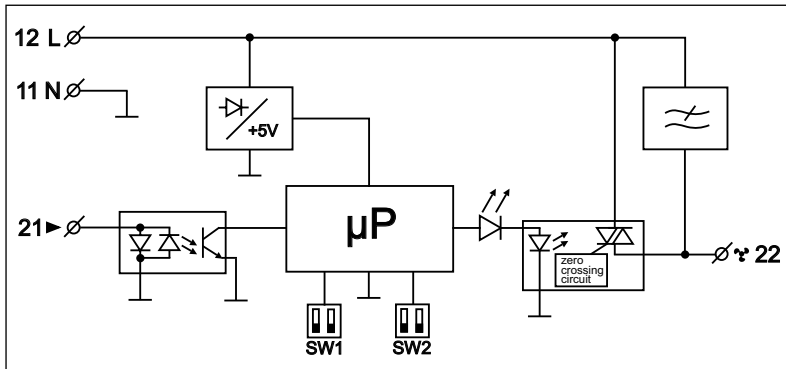 12 L
11 N
+5V
21
µP
zero
crossing
circuit
22
SW1
SW2